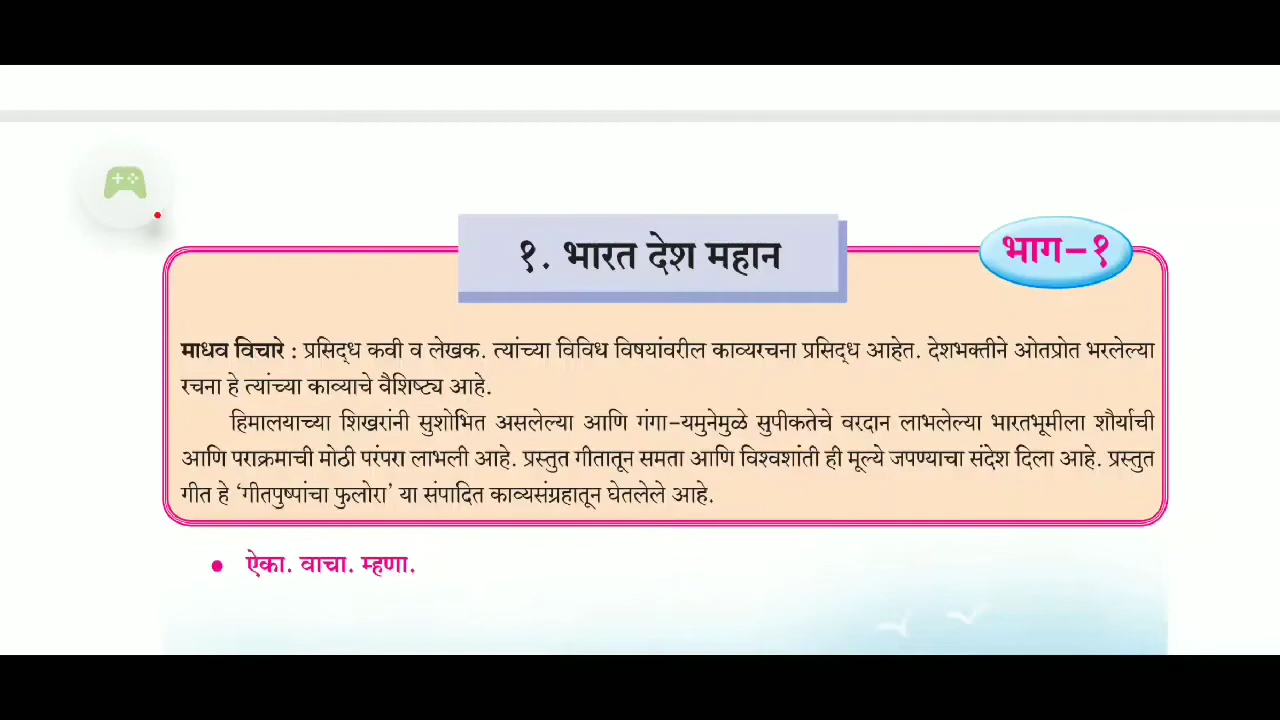 १. भारत देश महान
भाग-१
माधव विचारे : प्रसिद्ध कवी व लेखक. त्यांच्या विविध विषयांवरील काव्यरचना प्रसिद्ध आहेत. देशभक्तीने ओतप्रोत भरलेल्या
रचना हे त्यांच्या काव्याचे वैशिष्ट्य आहे.
हिमालयाच्या शिखरांनी सुशोभित असलेल्या आणि गंगा-यमुनेमुळे सुपीकतेचे वरदान लाभलेल्या भारतभूमीला शौर्याची
आणि पराक्रमाची मोठी परंपरा लाभली आहे. प्रस्तुत गीतातून समता आणि विश्वशांती ही मूल्ये जपण्याचा संदेश दिला आहे. प्रस्तुत
गीत हे ‘गीतपुष्पांचा फुलोरा’ या संपादित काव्यसंग्रहातून घेतलेले आहे.
• ऐका. वाचा. म्हणा.